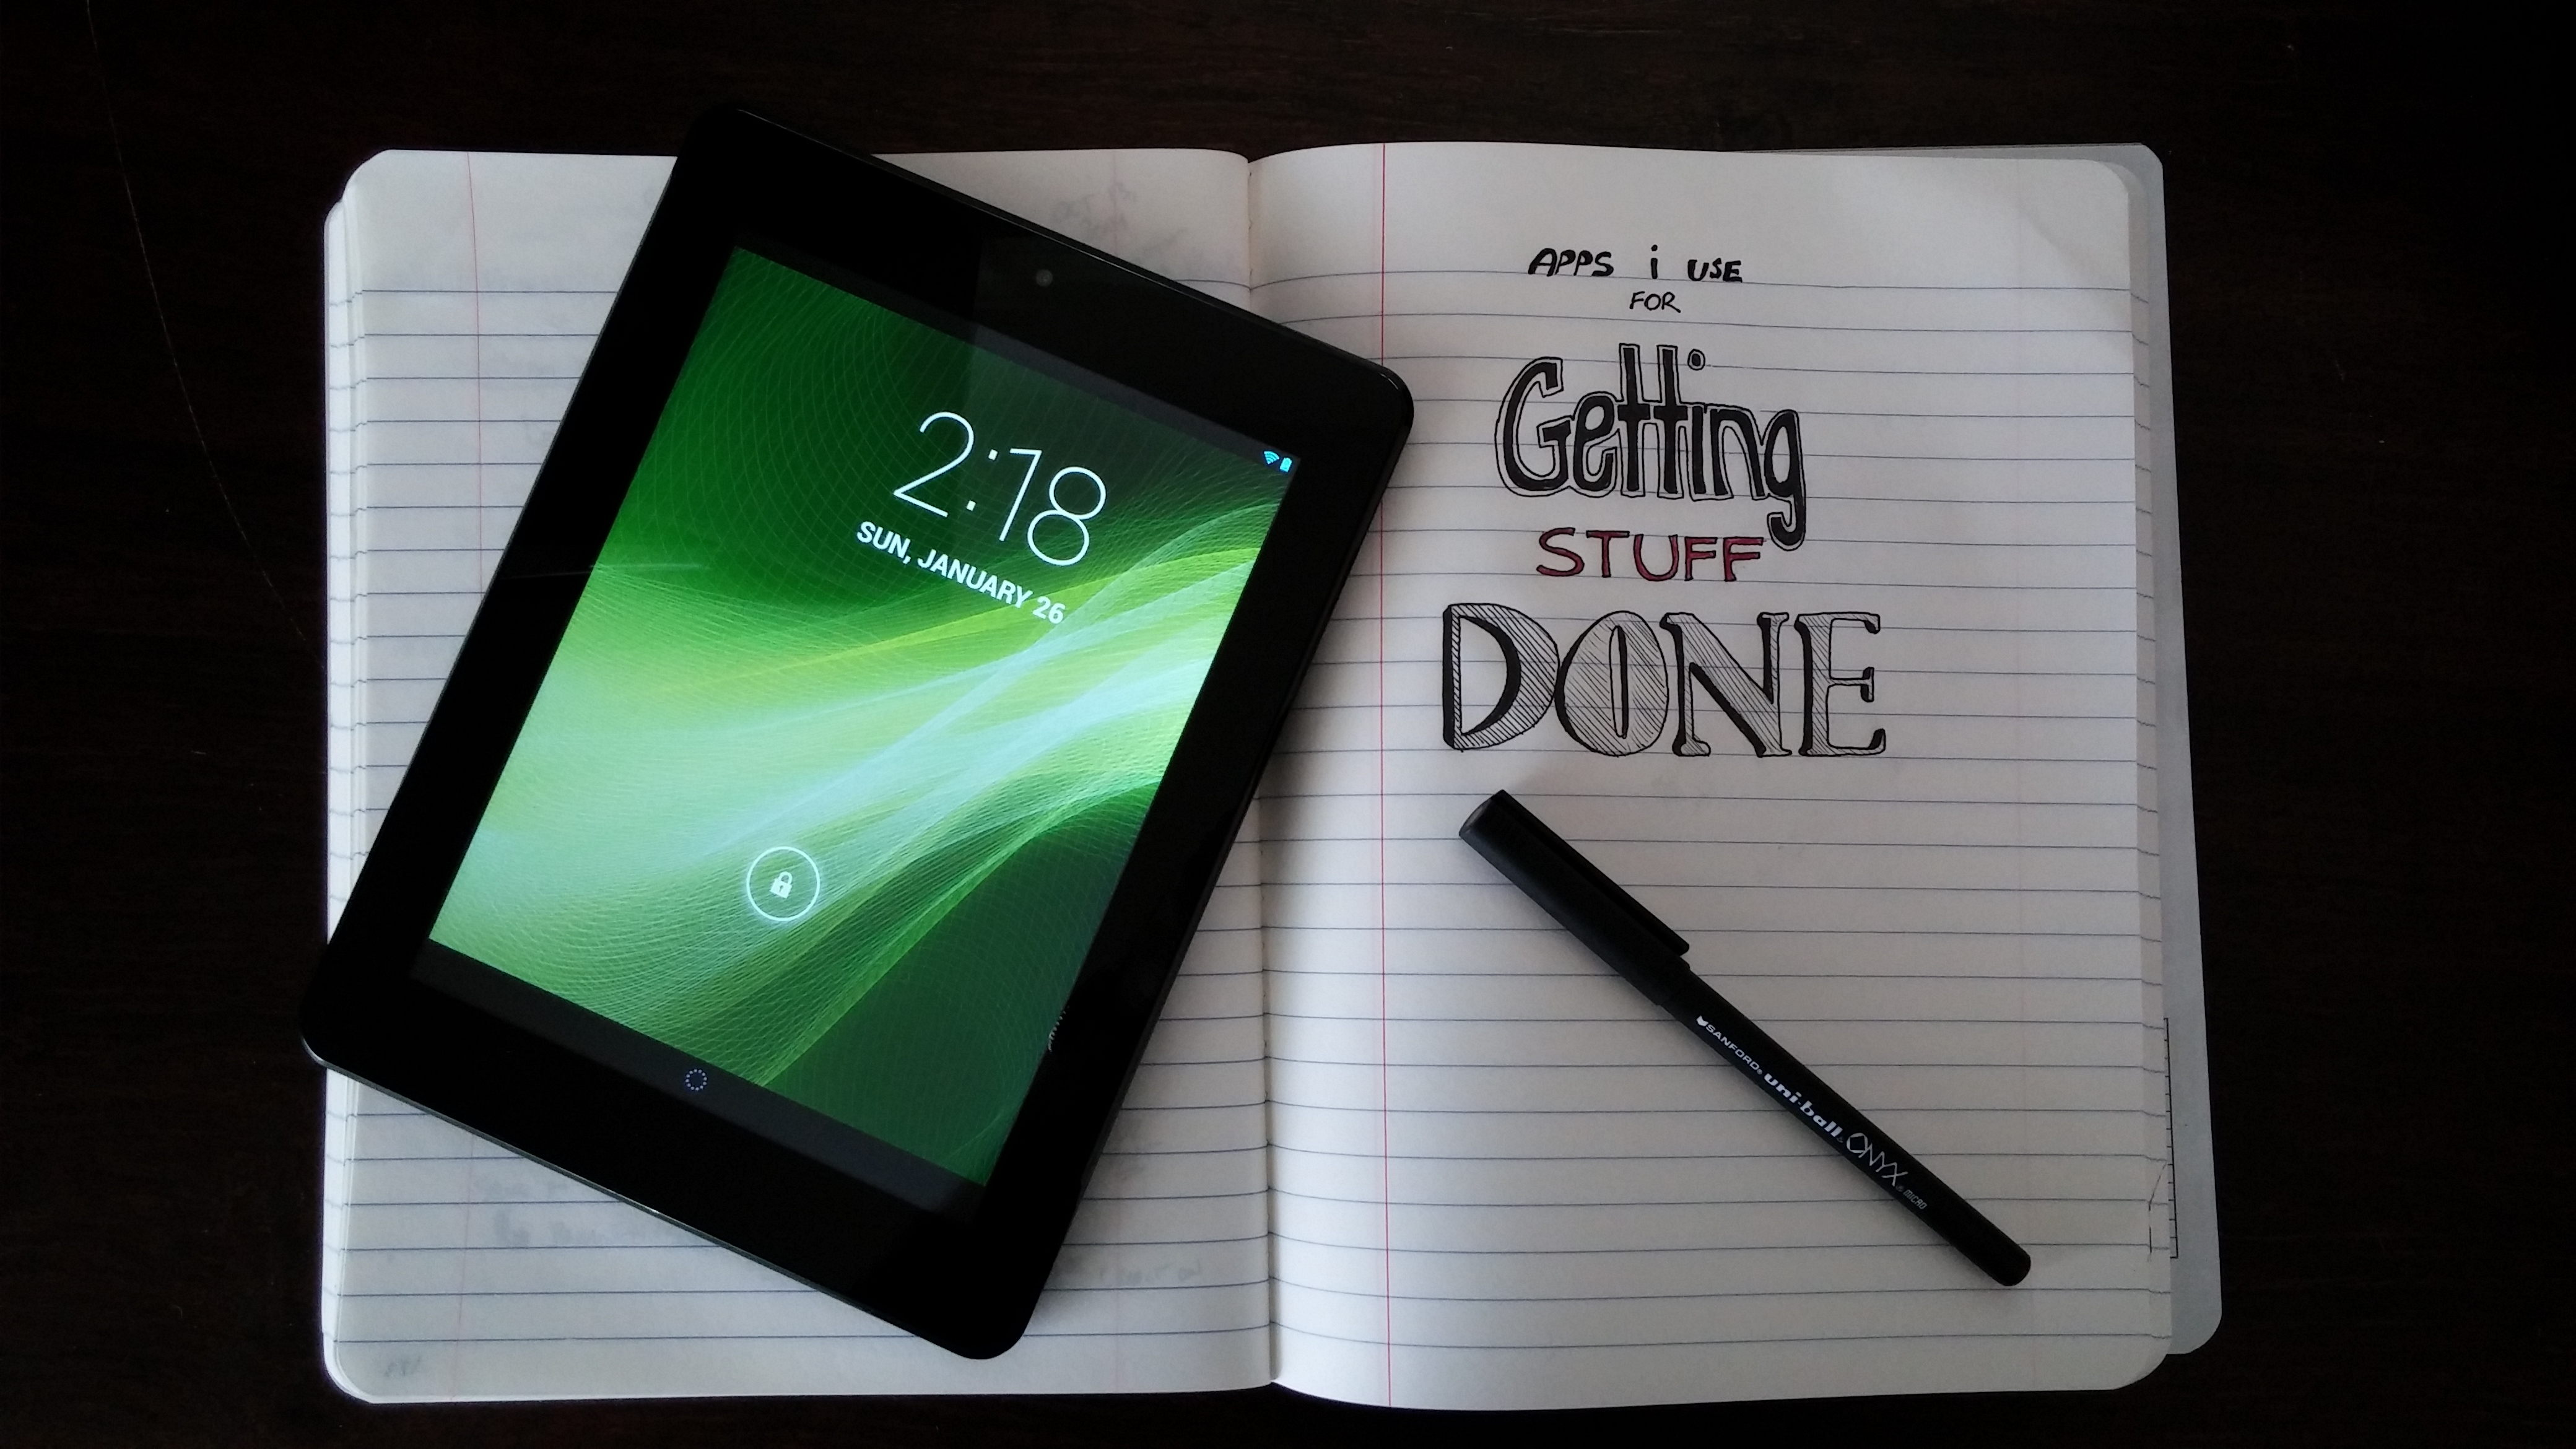 2:18
SUN, JANUARY 26
APPS i USE
FOR
Getting
STUFF
DONE
SANFORD® uni-ball® ONYX® MICRO